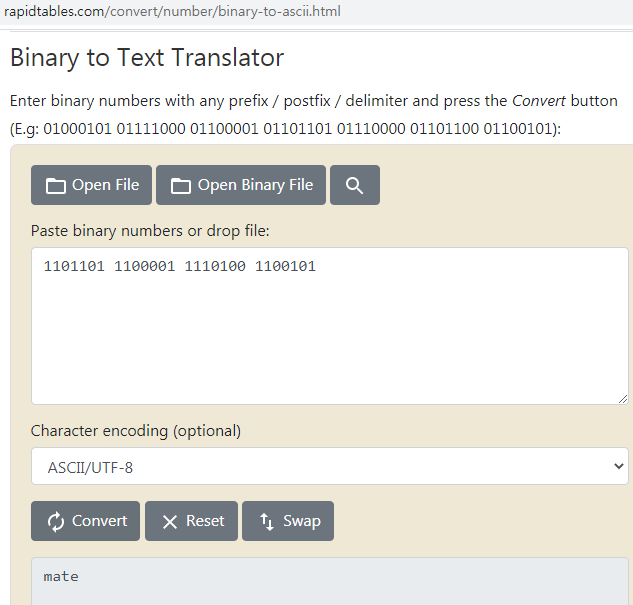 rapidtables.com/convert/number/binary-to-ascii.html
Binary to Text Translator
Enter binary numbers with any prefix / postfix / delimiter and press the Convert button
(E.g: 01000101 01111000 01100001 01101101 01110000 01101100 01100101):
Open File Open Binary File
Paste binary numbers or drop file:
1101101 1100001 1110100 1100101
Character encoding (optional)
ASCII/UTF-8
Convert Reset Swap
mate